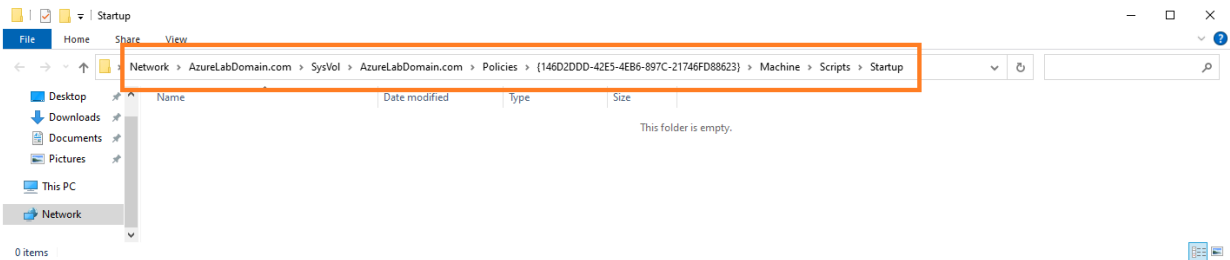 Startup
File Home Share View
Network > AzureLabDomain.com > SysVol > AzureLabDomain.com > Policies > {146D2DDD-42E5-4EB6-897C-21746FD88623} > Machine > Scripts > Startup
Name Date modified Type Size
Desktop
Downloads
Documents
Pictures
This PC
Network
This folder is empty.
0 items